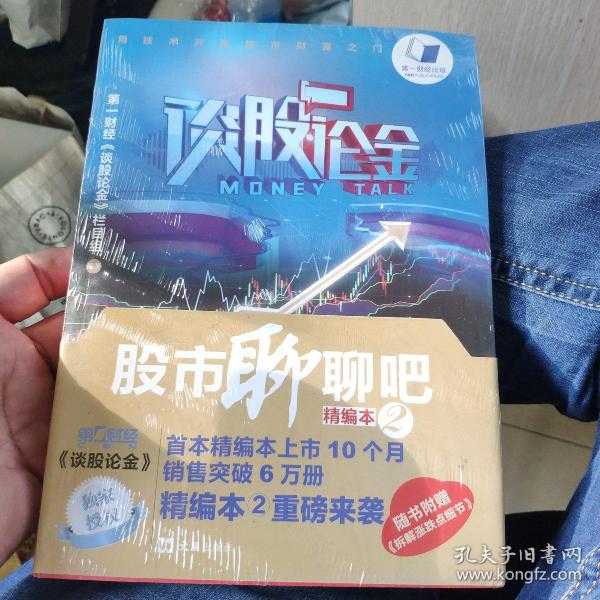 用技术开启股市财富之门
第一财经出版
谈股论金
MONEY TALK
第一财经《谈股论金》栏目组
股市聊聊吧
精编本2
第一财经
《谈股论金》
独家
授权
首本精编本上市10个月
销售突破6万册
精编本2重磅来袭
随书附赠
《拆解涨跌点细节》
孔夫子旧书网
www.kongfz.com